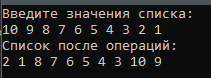 Введите значения списка:
10 9 8 7 6 5 4 3 2 1
Список после операций:
2 1 8 7 6 5 4 3 10 9